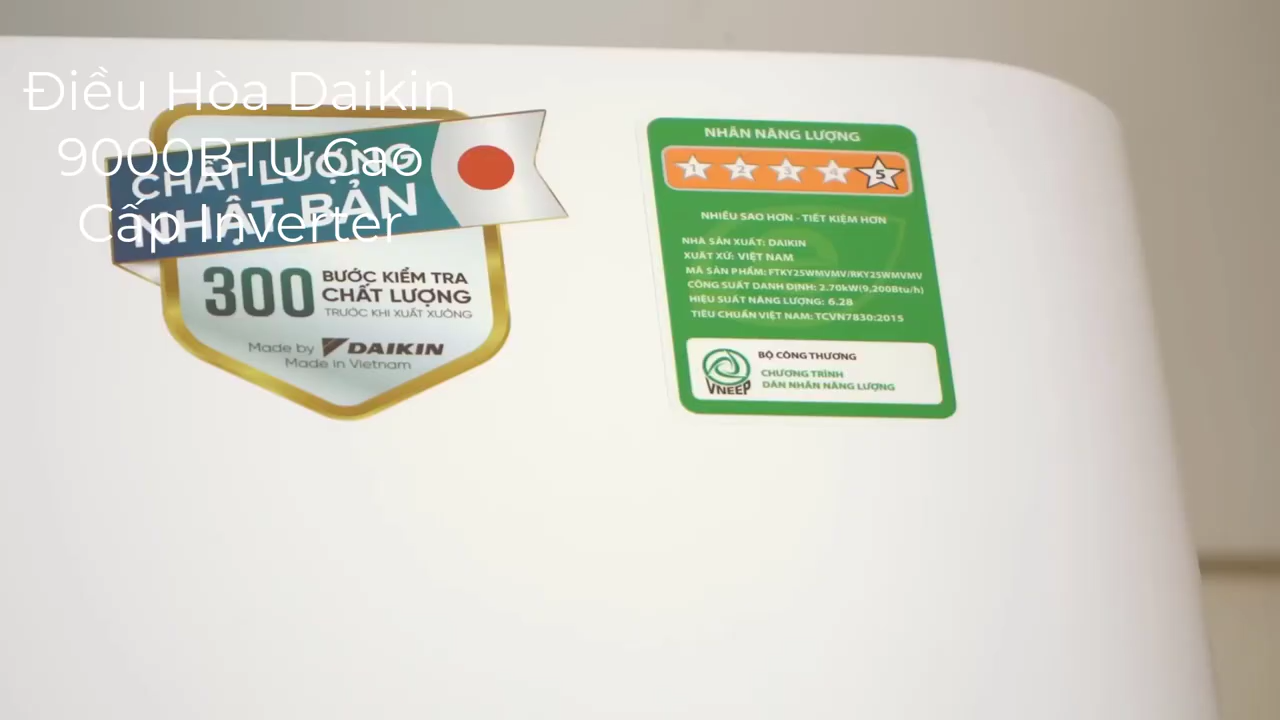 Điều Hòa Daikin
9000BTU Cao
Cấp Inverter
CHẤT LƯỢNG
NHẬT BẢN
300 BƯỚC KIỂM TRA
CHẤT LƯỢNG
TRƯỚC KHI XUẤT XƯỞNG
Made by DAIKIN
Made in Vietnam
NHÃN NĂNG LƯỢNG
1 2 3 4 5
NHIỀU SAO HƠN - TIẾT KIỆM HƠN
NHÀ SẢN XUẤT: DAIKIN
XUẤT XỨ: VIỆT NAM
MÃ SẢN PHẨM: FTKY25WMVMV/RKY25WMVMV
CÔNG SUẤT DANH ĐỊNH: 2.70kW(9,200Btu/h)
HIỆU SUẤT NĂNG LƯỢNG: 6.28
TIÊU CHUẨN VIỆT NAM: TCVN7830:2015
VNEEP
BỘ CÔNG THƯƠNG
CHƯƠNG TRÌNH
DÁN NHÃN NĂNG LƯỢNG